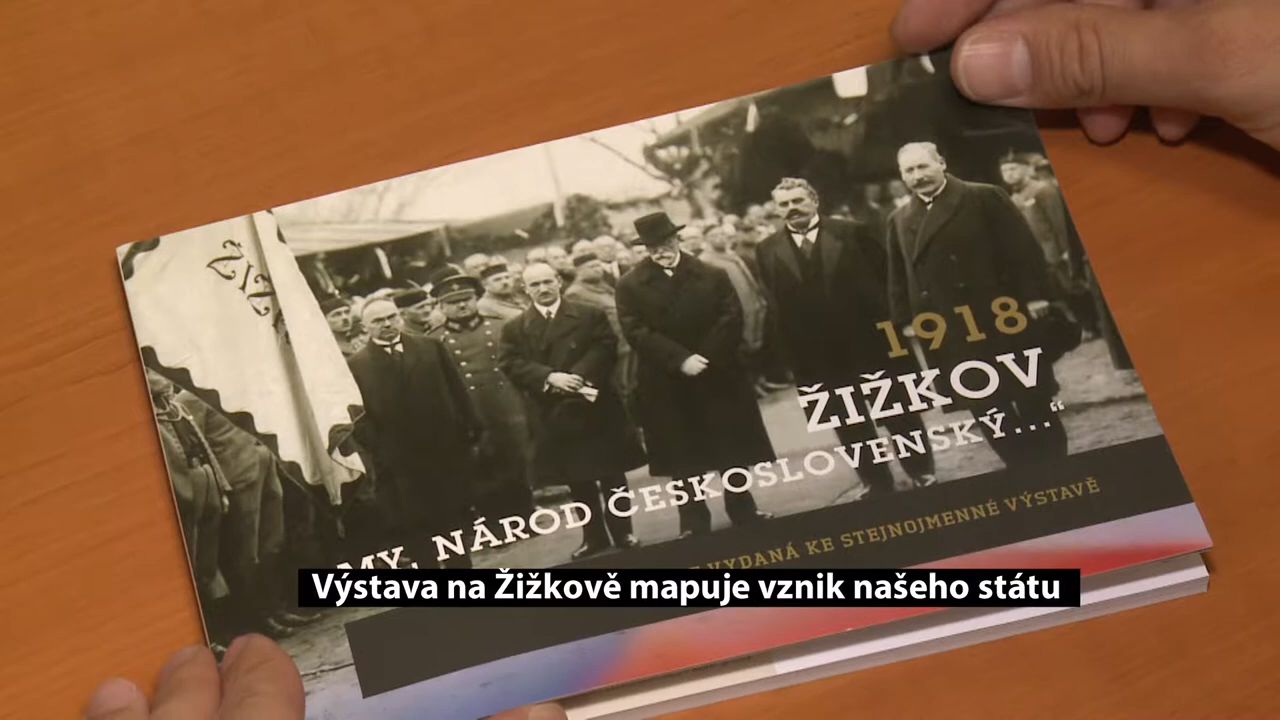 1918
ŽIŽKOV
MY, NÁROD ČESKOSLOVENSKÝ..."
VYDANÁ KE STEJNOJMENNÉ VÝSTAVĚ
Výstava na Žižkově mapuje vznik našeho státu